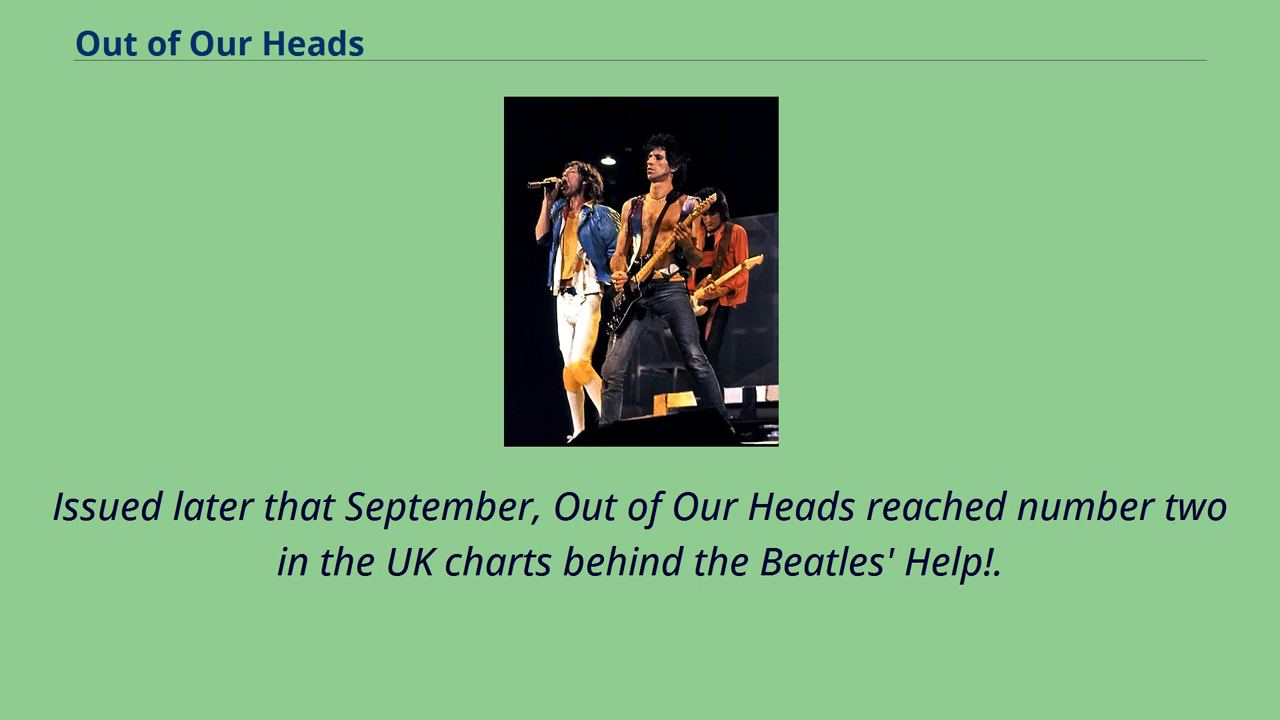 Out of Our Heads
Issued later that September, Out of Our Heads reached number two
in the UK charts behind the Beatles' Help!.